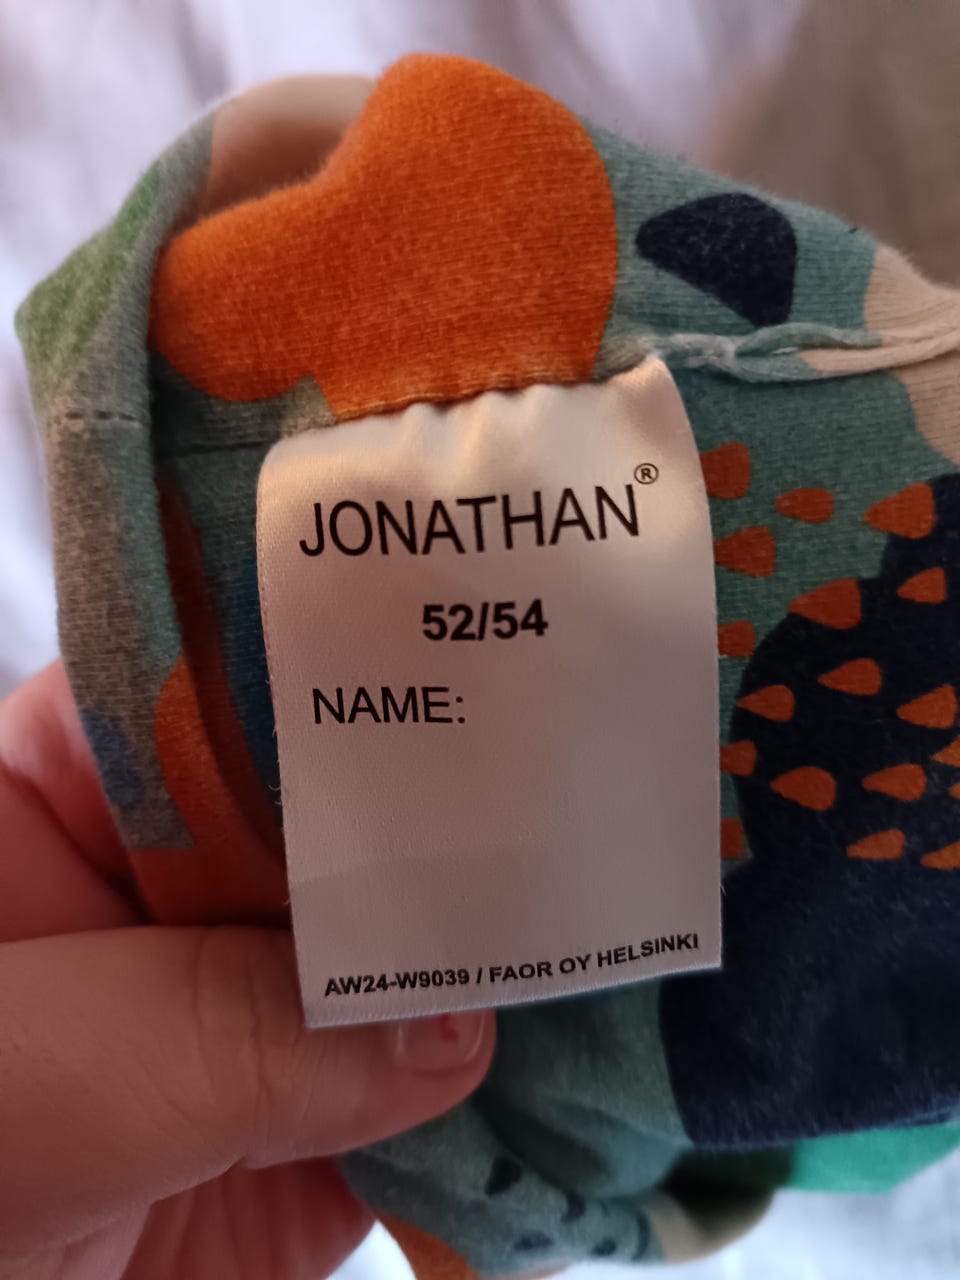 JONATHAN®
52/54
NAME:
AW24-W9039 / FAOR OY HELSINKI